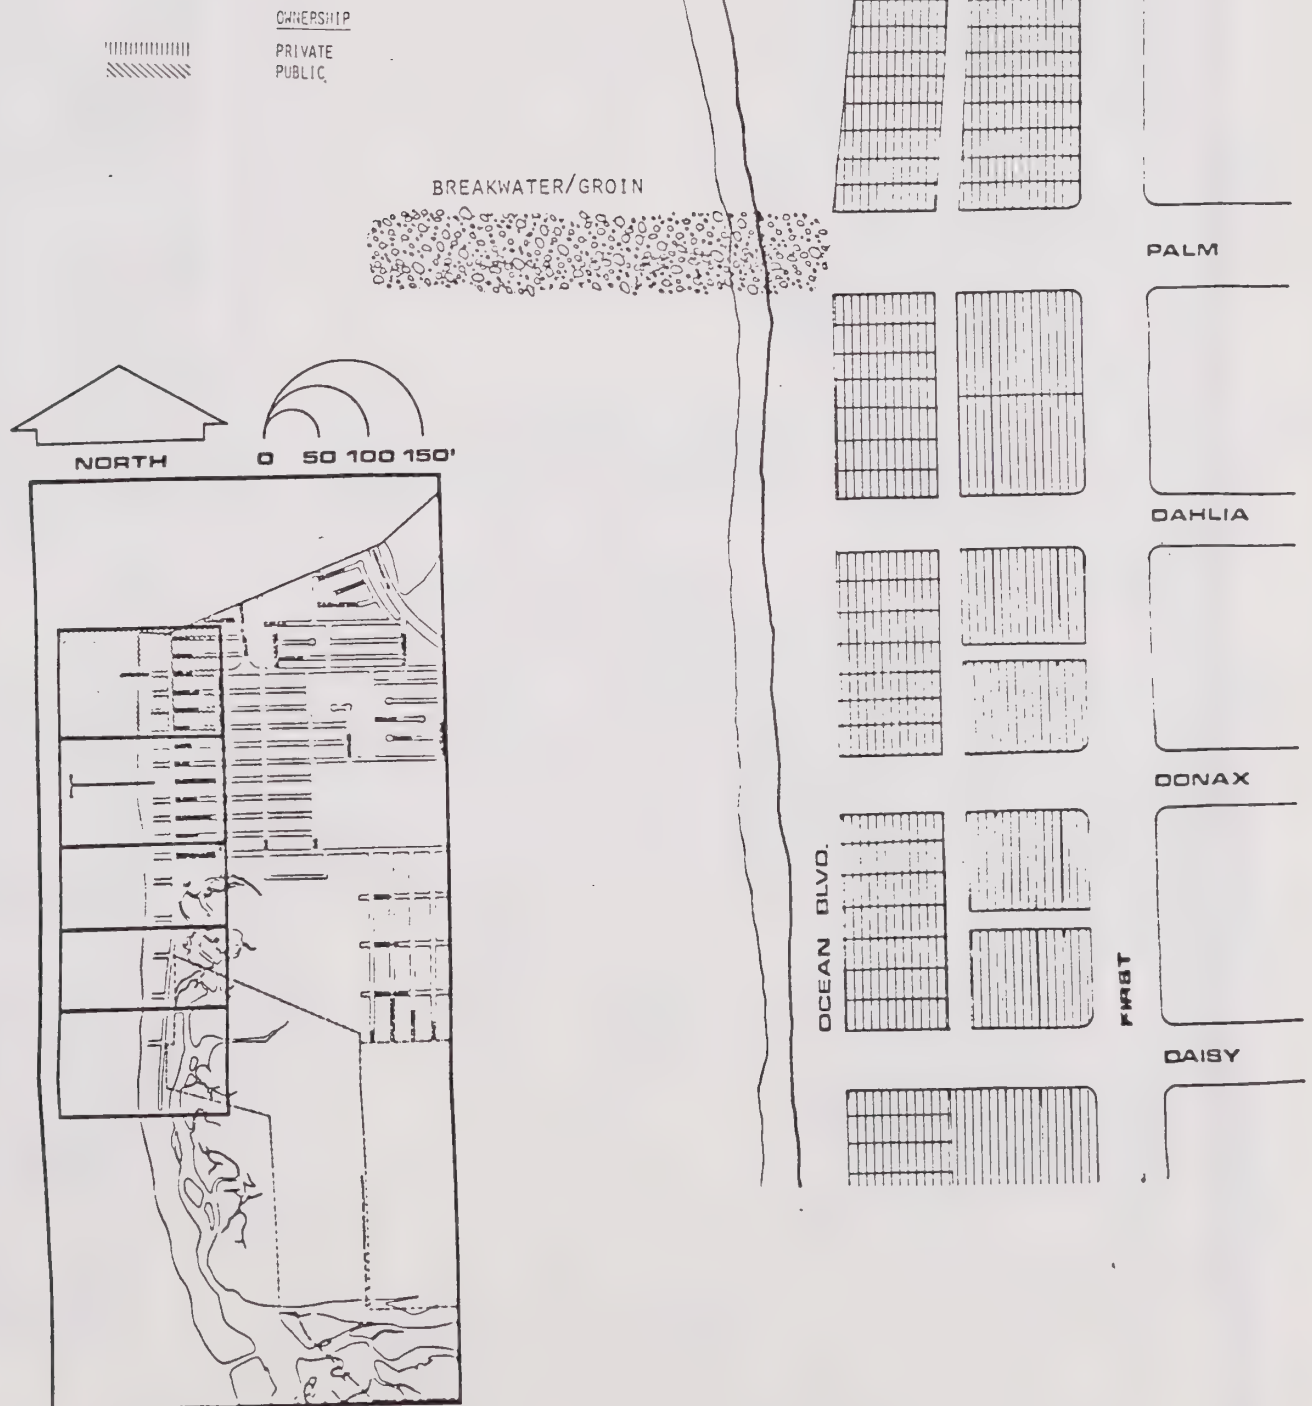 OWNERSHIP
PRIVATE
PUBLIC
BREAKWATER/GROIN
PALM
NORTH
0 50 100 150'
DAHLIA
DONAX
OCEAN BLVD.
FIRST
DAISY